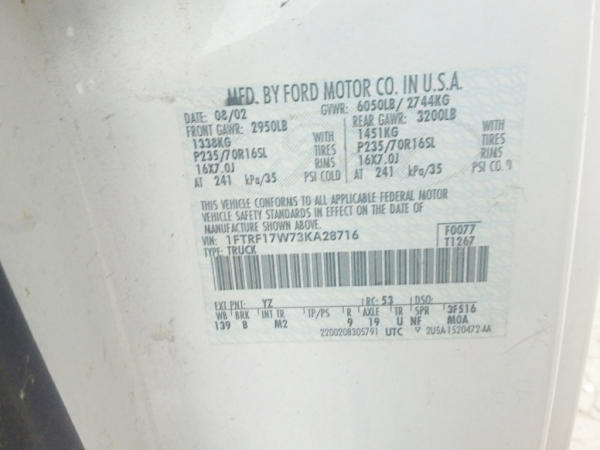 MFD. BY FORD MOTOR CO. IN U.S.A.
DATE: 08/02 GVWR: 6050LB/ 2744KG
FRONT GAWR: 2950LB REAR GAWR: 3200LB
1338KG WITH 1451KG WITH
P235/70R16SL TIRES P235/70R16SL TIRES
16X7.0J RIMS 16X7.0J RIMS
AT 241 kPa/35 PSI COLD AT 241 kPa/35 PSI
THIS VEHICLE CONFORMS TO ALL APPLICABLE FEDERAL MOTOR
VEHICLE SAFETY STANDARDS IN EFFECT ON THE DATE OF
MANUFACTURE SHOWN ABOVE.
VIN: 1FTRF17W73KA28716 F0077
TYPE: TRUCK T1267
EXT PNT: YZ RC: 53 DSO:
WB BRK INT TR TP/PS R AXLE TR SPR 3F516
139 B M2 9 19 U NF M0A
2200208305791 UTC 2U5A 1520472 AA